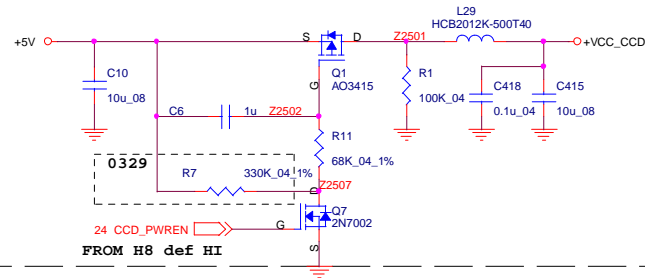 L29
HCB2012K-500T40
+5V
S
D
Z2501
+VCC_CCD
C10
10u_08
G
Q1
AO3415
R1
100K_04
C418
0.1u_04
C415
10u_08
C6
1u
Z2502
R11
68K_04_1%
0329
R7
330K_04_1%
D
Z2507
Q7
2N7002
24 CCD_PWREN
G
S
FROM H8 def HI